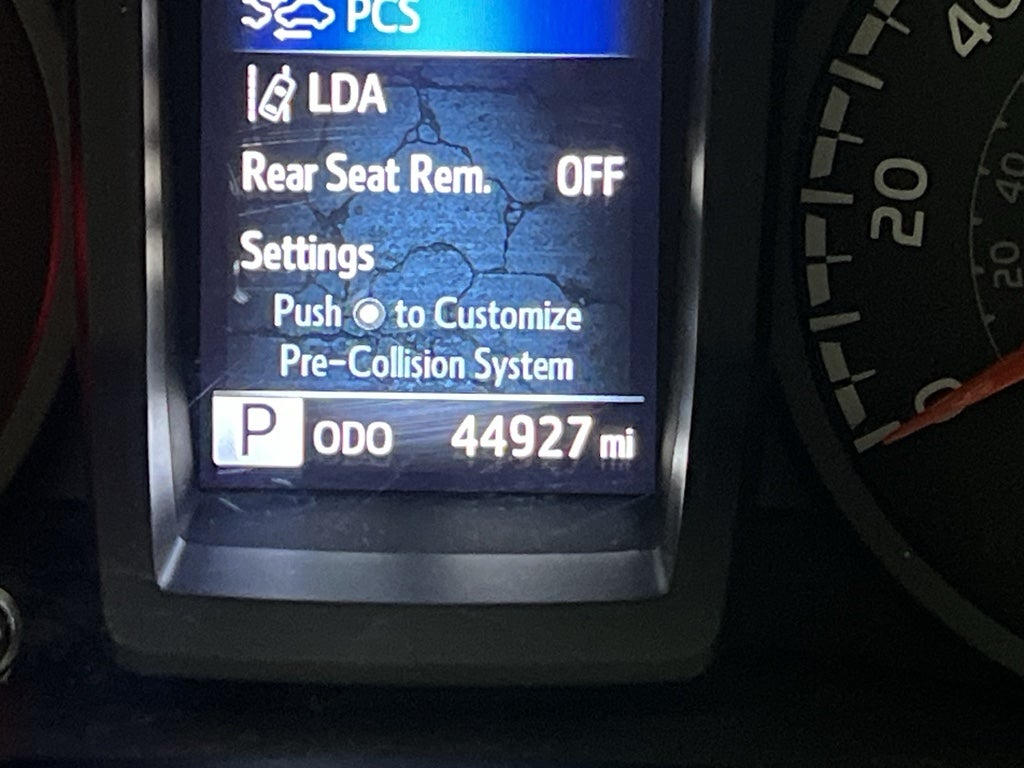 PCS
LDA
Rear Seat Rem. OFF
Settings
Push to Customize
Pre-Collision System
P ODO 44927 mi
40
20
0
40
20